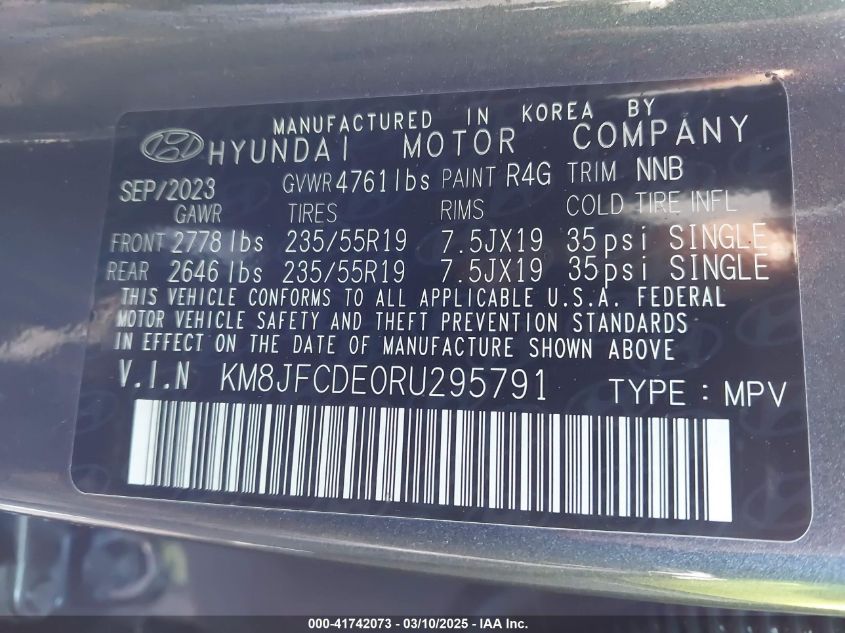 MANUFACTURED IN KOREA BY
HYUNDAI MOTOR COMPANY
SEP/2023 GVWR 4761lbs PAINT R4G TRIM NNB
GAWR TIRES RIMS COLD TIRE INFL
FRONT 2778 lbs 235/55R19 7.5JX19 35psi SINGLE
REAR 2646 lbs 235/55R19 7.5JX19 35psi SINGLE
THIS VEHICLE CONFORMS TO ALL APPLICABLE U.S.A. FEDERAL
MOTOR VEHICLE SAFETY AND THEFT PREVENTION STANDARDS
IN EFFECT ON THE DATE OF MANUFACTURE SHOWN ABOVE.
V.I.N KM8JFCDE0RU295791 TYPE: MPV
000-41742073 — 03/10/2025 — IAA Inc.